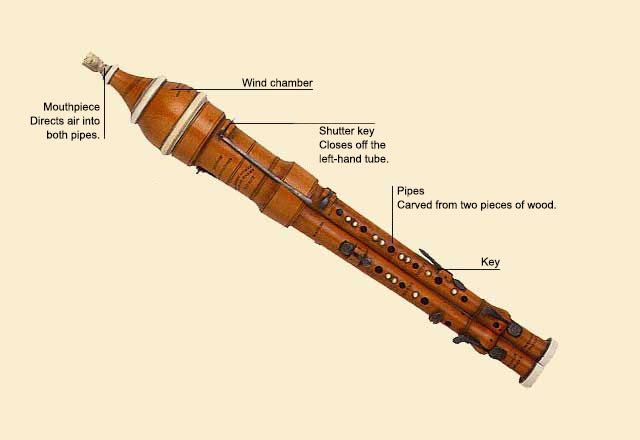 Wind chamber
Mouthpiece
Directs air into
both pipes.
Shutter key
Closes off the
left-hand tube.
Pipes
Carved from two pieces of wood.
Key